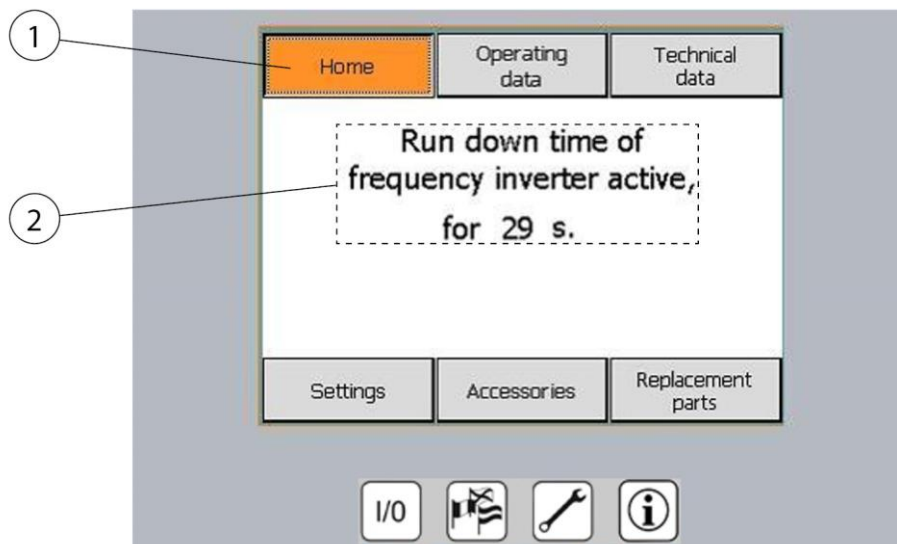 1
Home
Operating
data
Technical
data
Run down time of
frequency inverter active,
for 29 s.
2
Settings
Accessories
Replacement
parts
I/0
i